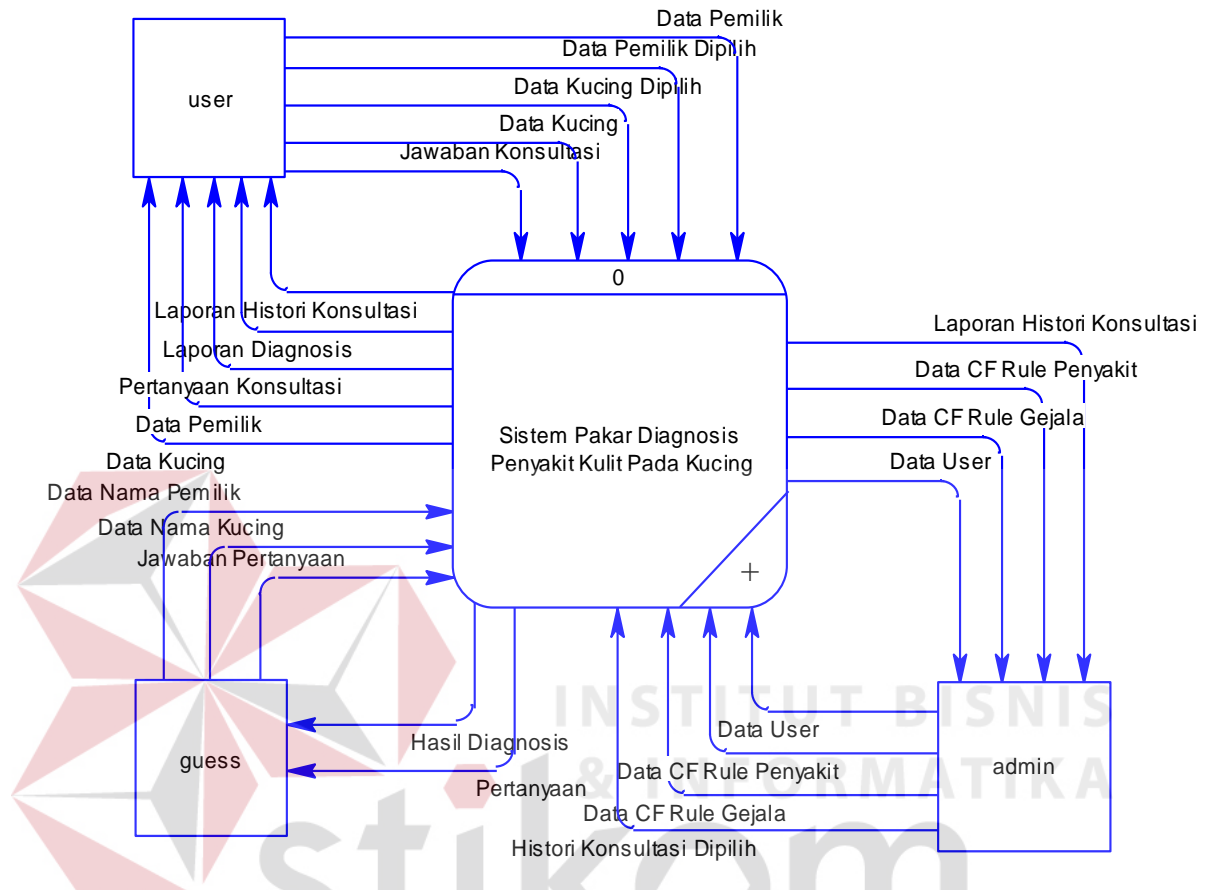 Data Pemilik
Data Pemilik Dipilih
Data Kucing Dipilih
Data Kucing
Jawaban Konsultasi
user
0
Laporan Histori Konsultasi
Laporan Diagnosis
Pertanyaan Konsultasi
Data Pemilik
Data Kucing
Sistem Pakar Diagnosis
Penyakit Kulit Pada Kucing
+
Laporan Histori Konsultasi
Data CF Rule Penyakit
Data CF Rule Gejala
Data User
Data Nama Pemilik
Data Nama Kucing
Jawaban Pertanyaan
guess
Hasil Diagnosis
Pertanyaan
Data User
Data CF Rule Penyakit
Data CF Rule Gejala
Histori Konsultasi Dipilih
admin
INSTITUT BISNIS
& INFORMATIKA
stikom